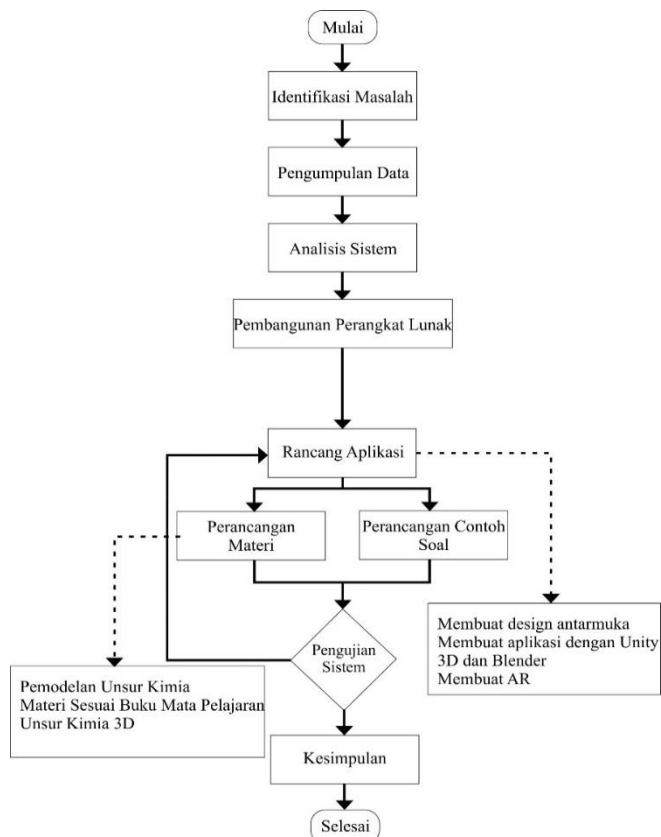 Mulai
Identifikasi Masalah
Pengumpulan Data
Analisis Sistem
Pembangunan Perangkat Lunak
Rancang Aplikasi
Perancangan
Materi
Perancangan Contoh
Soal
Pengujian
Sistem
Membuat design antarmuka
Membuat aplikasi dengan Unity
3D dan Blender
Membuat AR
Pemodelan Unsur Kimia
Materi Sesuai Buku Mata Pelajaran
Unsur Kimia 3D
Kesimpulan
Selesai